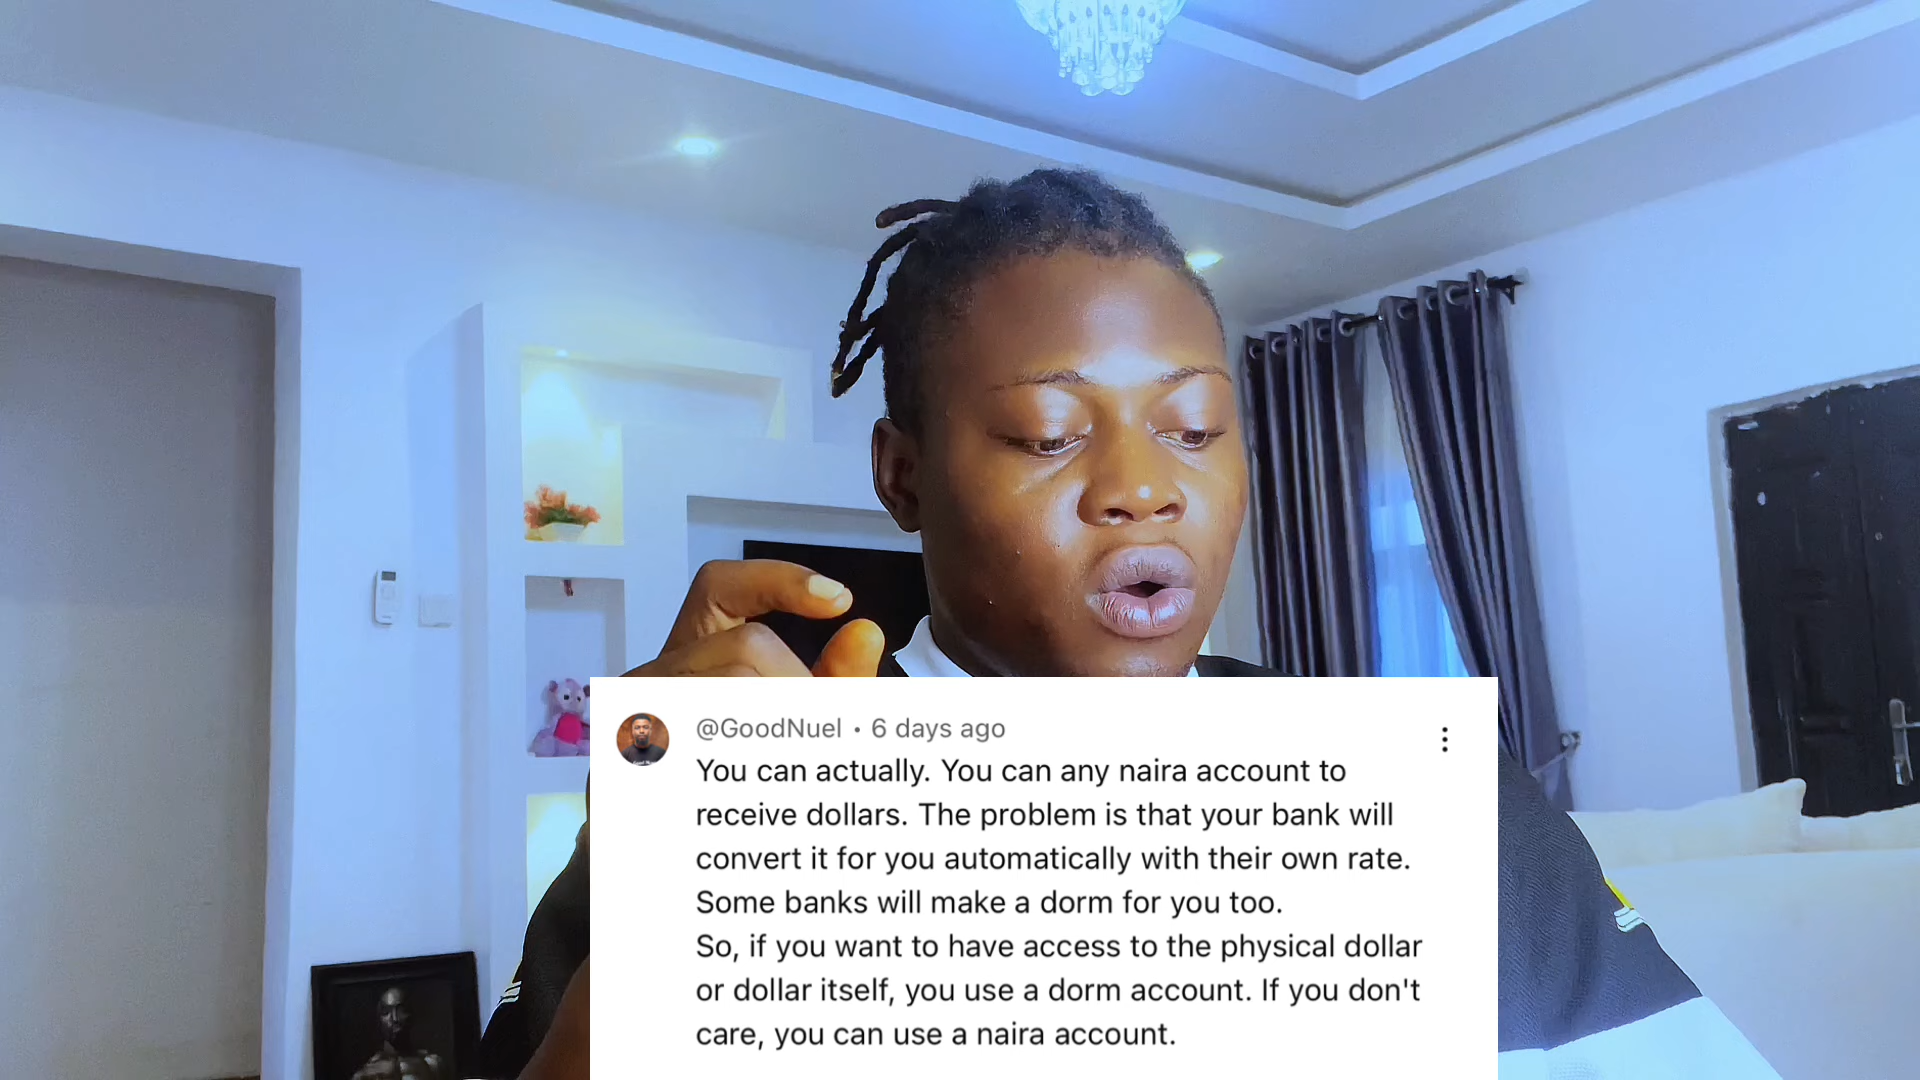 @GoodNuel • 6 days ago
You can actually. You can any naira account to
receive dollars. The problem is that your bank will
convert it for you automatically with their own rate.
Some banks will make a dorm for you too.
So, if you want to have access to the physical dollar
or dollar itself, you use a dorm account. If you don't
care, you can use a naira account.